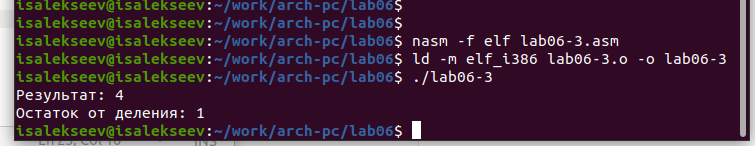 isalekseev@isalekseev:~/work/arch-pc/lab06$
isalekseev@isalekseev:~/work/arch-pc/lab06$
isalekseev@isalekseev:~/work/arch-pc/lab06$ nasm -f elf lab06-3.asm
isalekseev@isalekseev:~/work/arch-pc/lab06$ ld -m elf_i386 lab06-3.o -o lab06-3
isalekseev@isalekseev:~/work/arch-pc/lab06$ ./lab06-3
Результат: 4
Остаток от деления: 1
isalekseev@isalekseev:~/work/arch-pc/lab06$